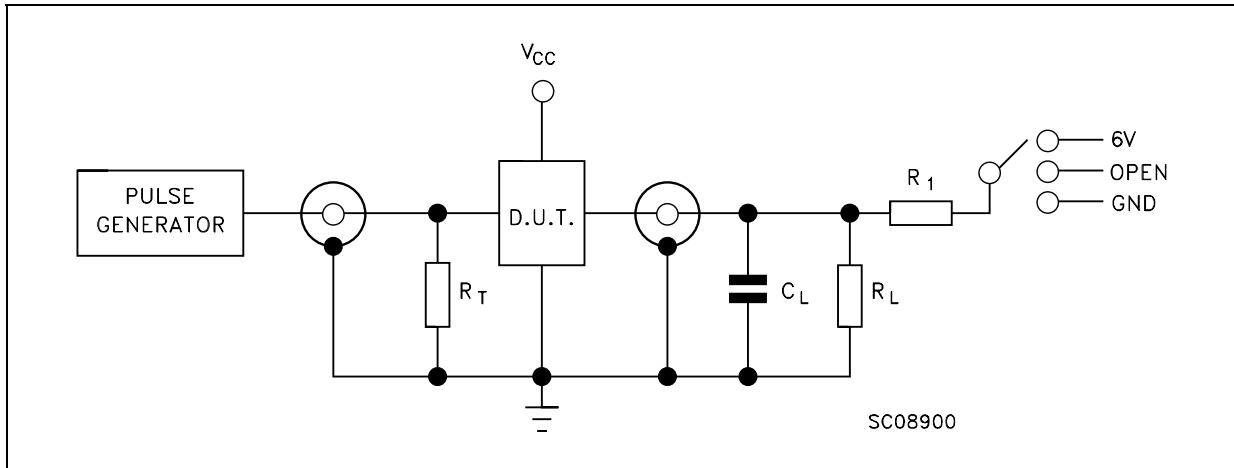 VCC
PULSE
GENERATOR
D.U.T.
RT
CL
RL
R1
6V
OPEN
GND
SC08900